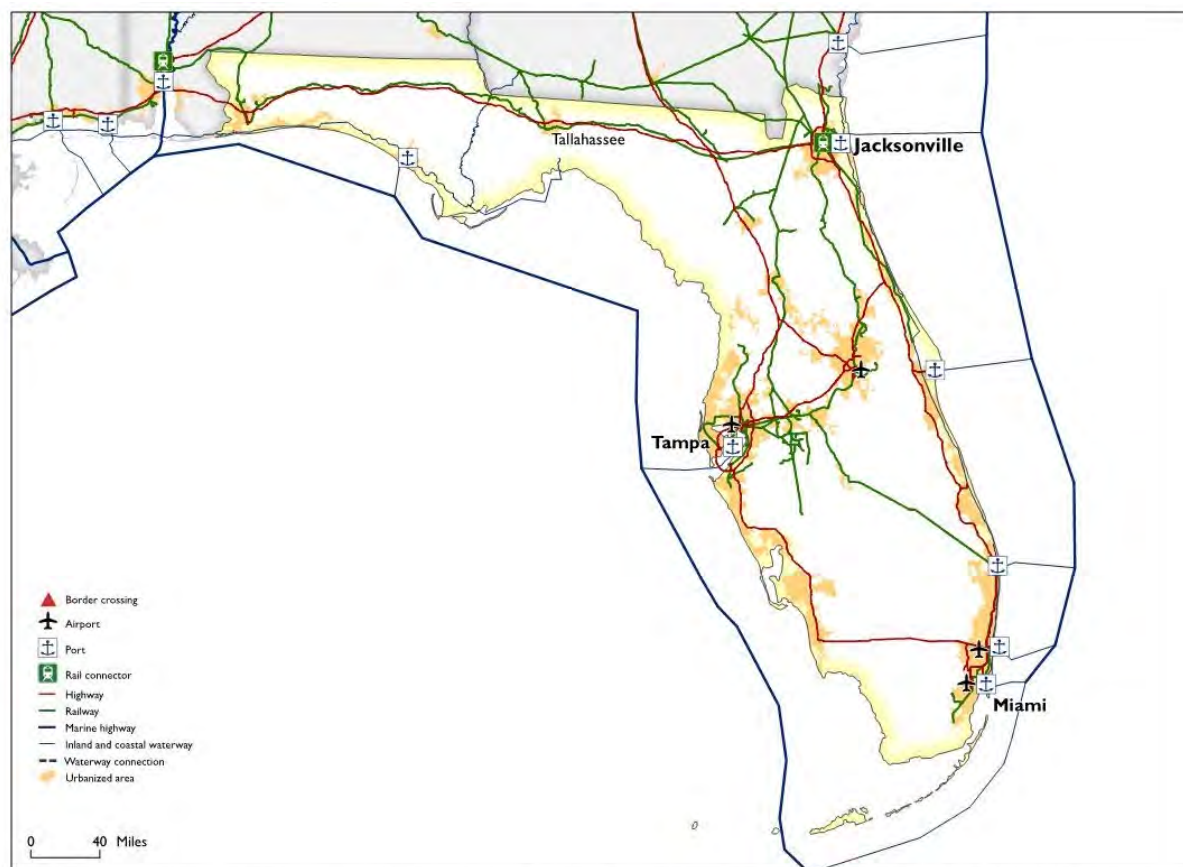 Tallahassee
Jacksonville
Tampa
Miami
Border crossing
Airport
Port
Rail connector
Highway
Railway
Marine highway
Inland and coastal waterway
Waterway connection
Urbanized area
0 40 Miles